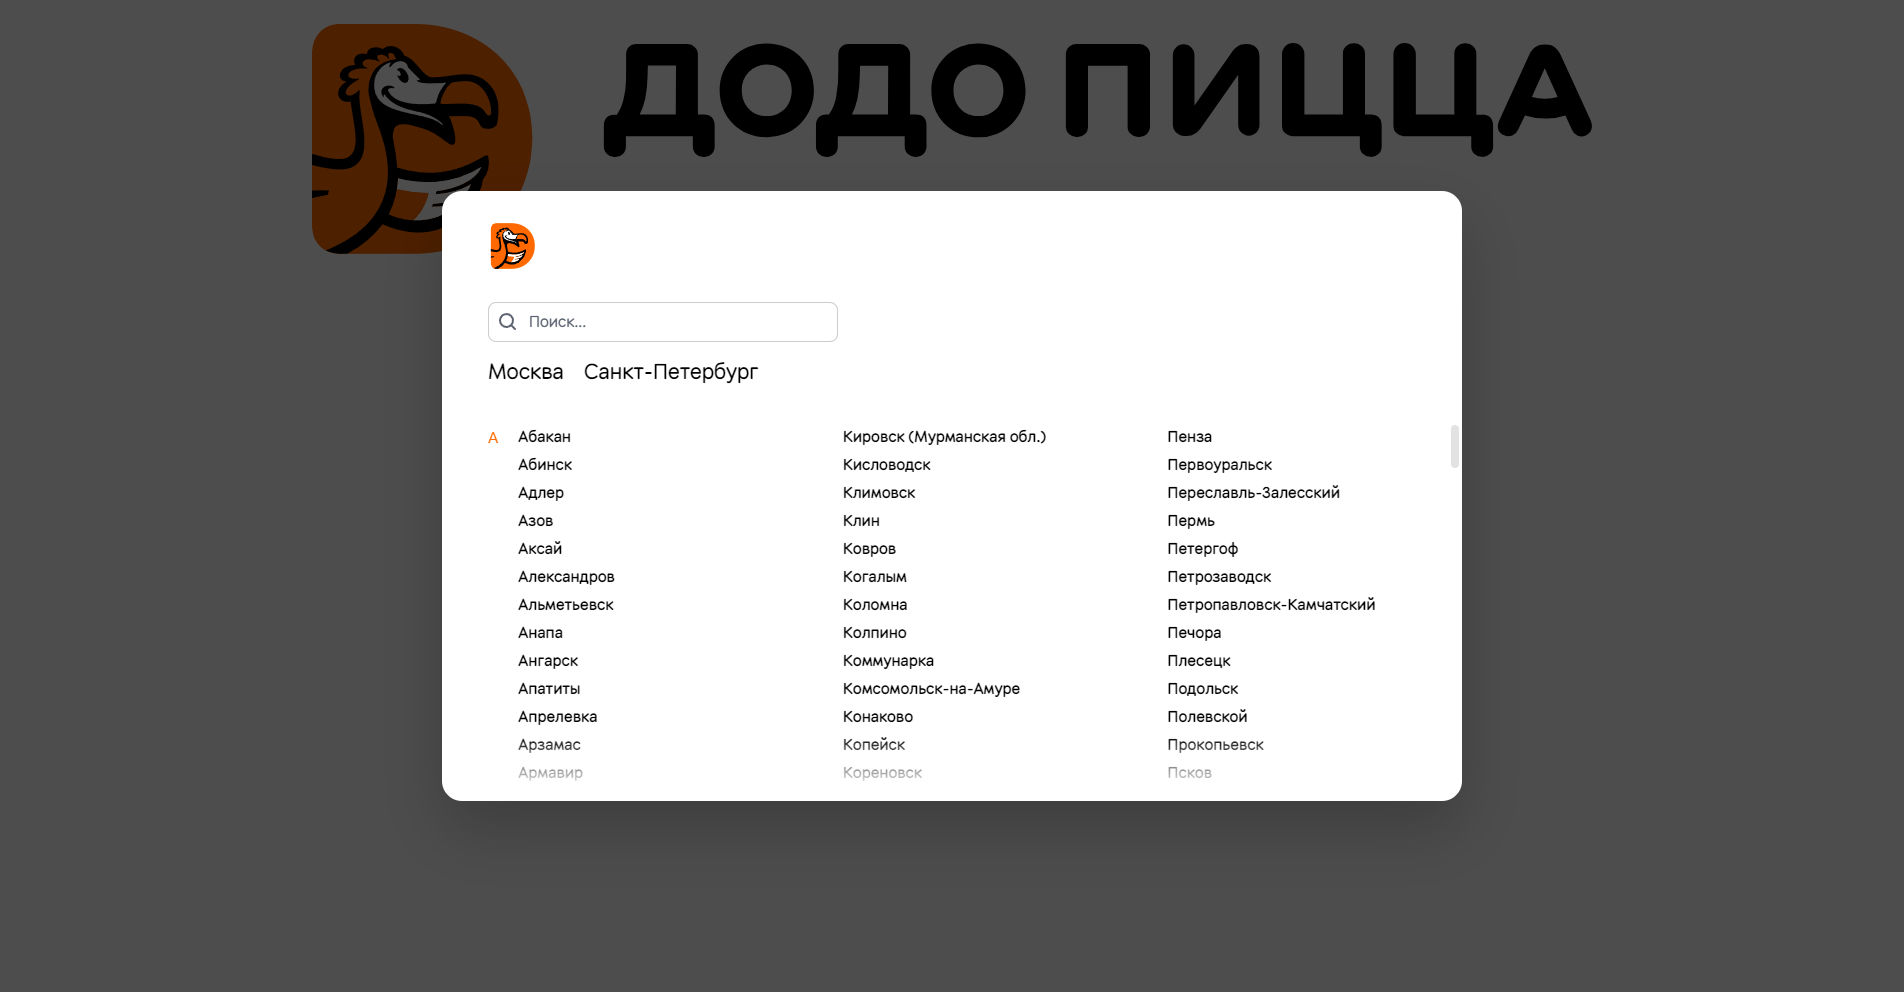 ДОДО ПИЦЦА
Поиск...
Москва Санкт-Петербург
А
Абакан
Абинск
Адлер
Азов
Аксай
Александров
Альметьевск
Анапа
Ангарск
Апатиты
Апрелевка
Арзамас
Армавир
Кировск (Мурманская обл.)
Кисловодск
Климовск
Клин
Ковров
Когалым
Коломна
Колпино
Коммунарка
Комсомольск-на-Амуре
Конаково
Копейск
Кореновск
Пенза
Первоуральск
Переславль-Залесский
Пермь
Петергоф
Петрозаводск
Петропавловск-Камчатский
Печора
Плесецк
Подольск
Полевской
Прокопьевск
Псков